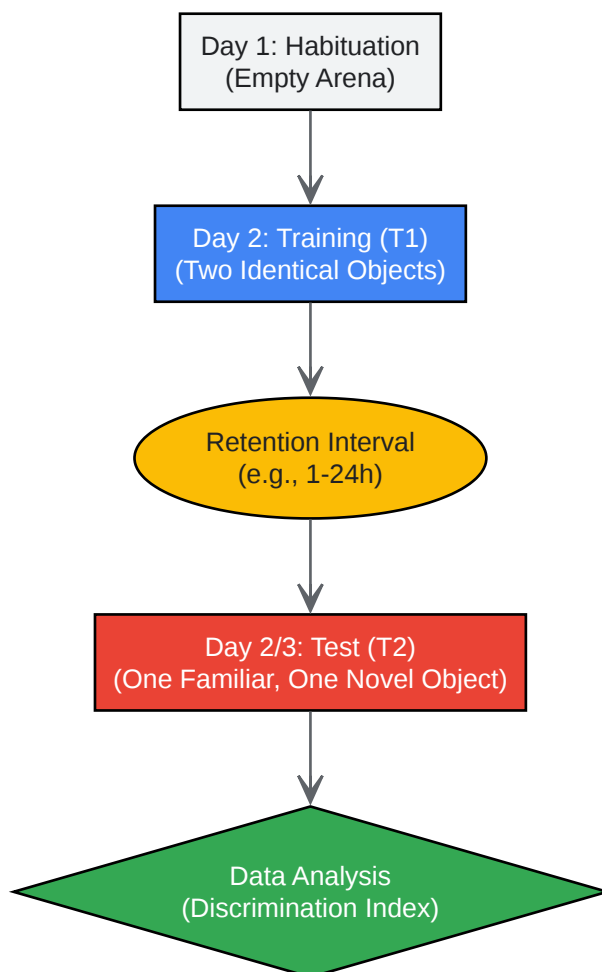 Day 1: Habituation
(Empty Arena)
Day 2: Training (T1)
(Two Identical Objects)
Retention Interval
(e.g., 1-24h)
Day 2/3: Test (T2)
(One Familiar, One Novel Object)
Data Analysis
(Discrimination Index)